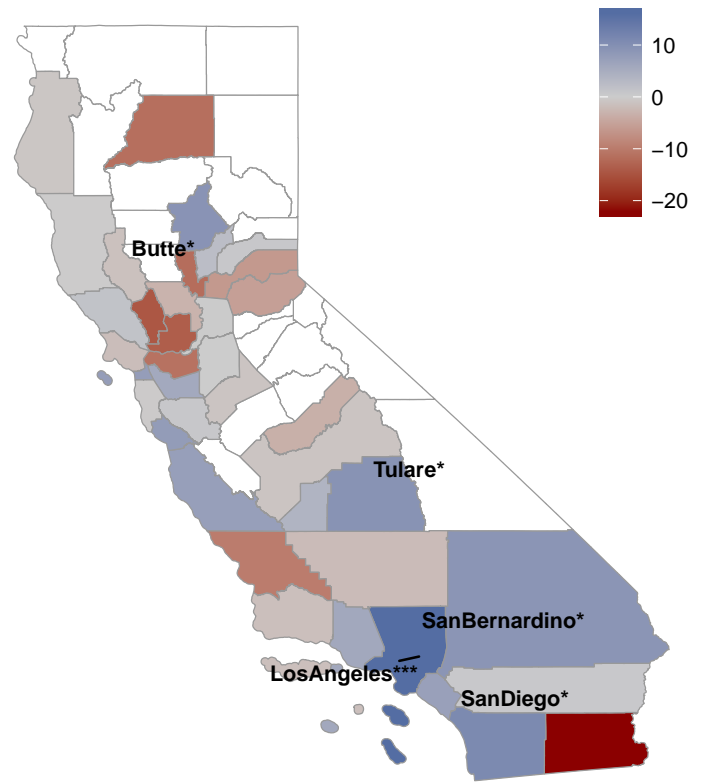 10
0
−10
−20
Butte*
Tulare*
SanBernardino*
LosAngeles***
SanDiego*